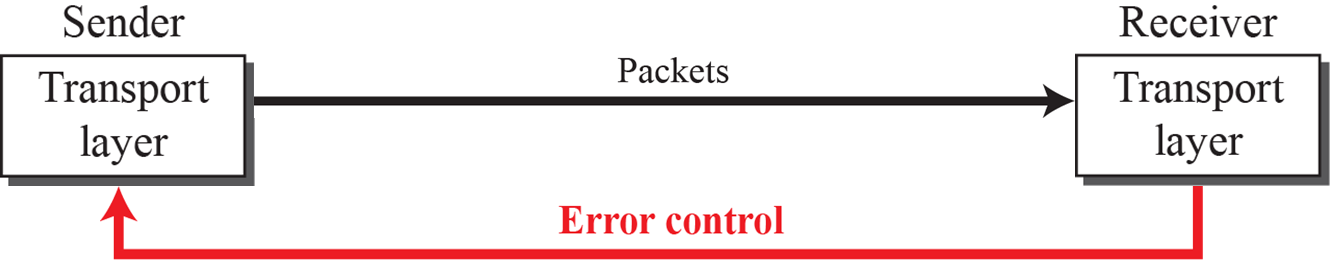 Sender
Receiver
Packets
Transport
layer
Transport
layer
Error control